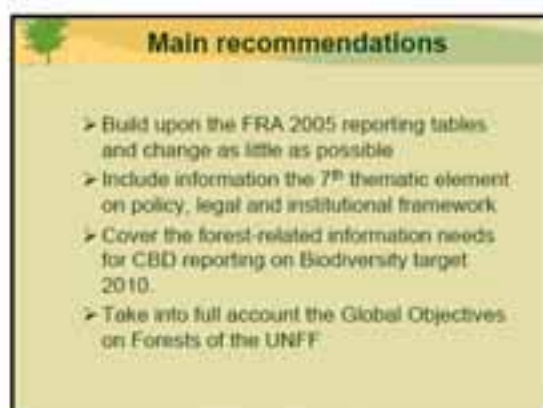 Main recommendations
➤ Build upon the FRA 2005 reporting tables
and change as little as possible
➤ Include information the 7th thematic element
on policy, legal and institutional framework
➤ Cover the forest-related information needs
for CBD reporting on Biodiversity target
2010.
➤ Take into full account the Global Objectives
on Forests of the UNFF